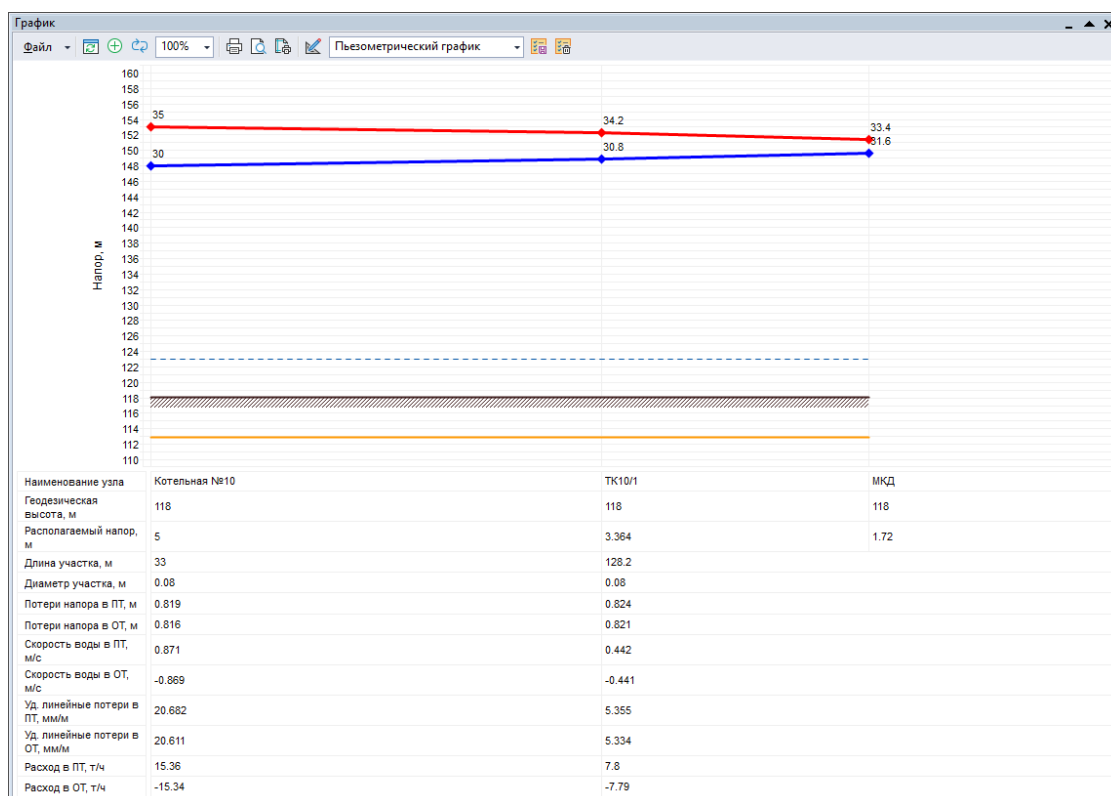 График
Файл
100%
Пьезометрический график
160
158
156
154
152
150
148
146
144
142
140
138
136
134
132
130
128
126
124
122
120
118
116
114
112
110
Напор, м
35
34.2
33.4
30
30.8
31.6
Наименование узла Котельная №10 ТК10/1 МКД
Геодезическая
высота, м 118 118 118
Располагаемый напор,
м 5 3.364 1.72
Длина участка, м 33 128.2
Диаметр участка, м 0.08 0.08
Потери напора в ПТ, м 0.819 0.824
Потери напора в ОТ, м 0.816 0.821
Скорость воды в ПТ,
м/с 0.871 0.442
Скорость воды в ОТ,
м/с -0.869 -0.441
Уд. линейные потери в
ПТ, мм/м 20.682 5.355
Уд. линейные потери в
ОТ, мм/м 20.611 5.334
Расход в ПТ, т/ч 15.36 7.8
Расход в ОТ, т/ч -15.34 -7.79